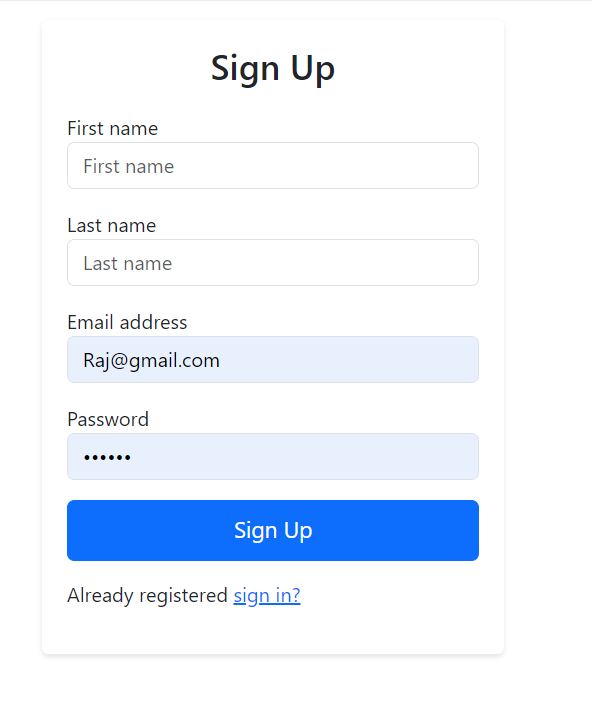 Sign Up
First name
First name
Last name
Last name
Email address
Raj@gmail.com
Password
••••••
Sign Up
Already registered sign in?